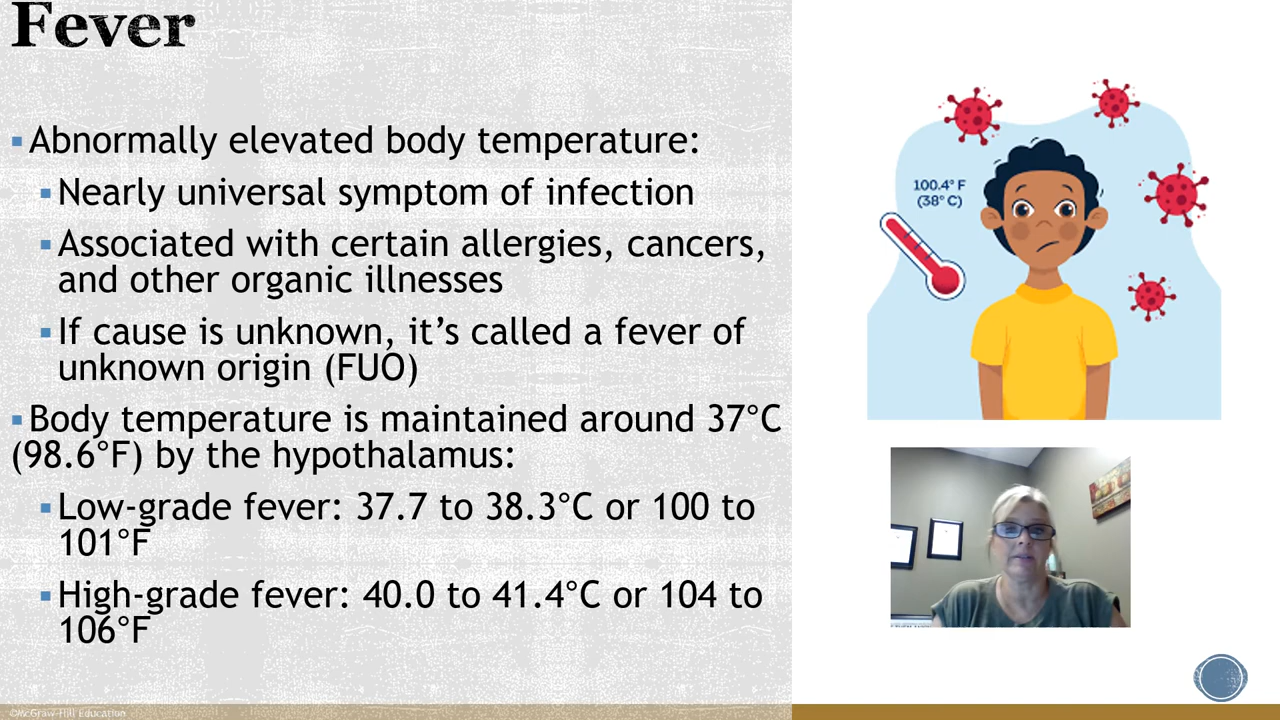 Fever
Abnormally elevated body temperature:
Nearly universal symptom of infection
Associated with certain allergies, cancers,
and other organic illnesses
If cause is unknown, it’s called a fever of
unknown origin (FUO)
Body temperature is maintained around 37°C
(98.6°F) by the hypothalamus:
Low-grade fever: 37.7 to 38.3°C or 100 to
101°F
High-grade fever: 40.0 to 41.4°C or 104 to
106°F
100.4° F
(38° C)
©McGraw-Hill Education